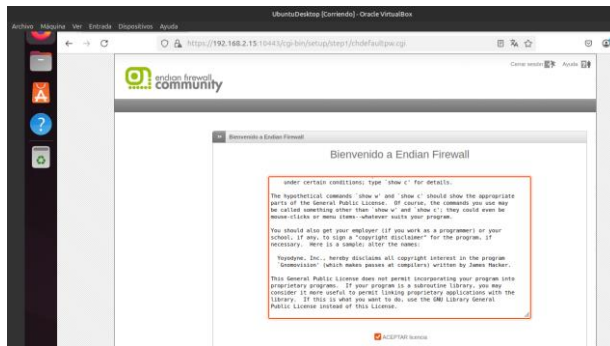 UbuntuDesktop [Corriendo] - Oracle VirtualBox
Archivo Máquina Ver Entrada Dispositivos Ayuda
https://192.168.2.15:10443/cgi-bin/setup/step1/chdefaultpw.cgi
Cerrar sesión Ayuda
endian firewall
community
Bienvenido a Endian Firewall
Bienvenido a Endian Firewall
under certain conditions; type `show c' for details.
The hypothetical commands `show w' and `show c' should show the appropriate
parts of the General Public License. Of course, the commands you use may
be called something other than `show w' and `show c'; they could even be
mouse-clicks or menu items--whatever suits your program.
You should also get your employer (if you work as a programmer) or your
school, if any, to sign a "copyright disclaimer" for the program, if
necessary. Here is a sample; alter the names:
Yoyodyne, Inc., hereby disclaims all copyright interest in the program
`Gnomovision' (which makes passes at compilers) written by James Hacker.
This General Public License does not permit incorporating your program into
proprietary programs. If your program is a subroutine library, you may
consider it more useful to permit linking proprietary applications with the
library. If this is what you want to do, use the GNU Library General
Public License instead of this License.
ACEPTAR licencia